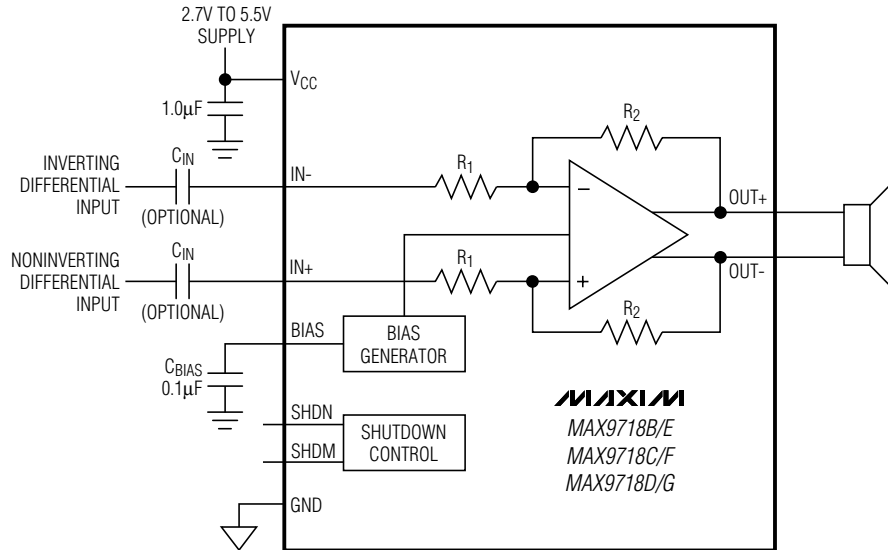 2.7V TO 5.5V
SUPPLY
VCC
1.0μF
INVERTING
DIFFERENTIAL
INPUT
CIN
(OPTIONAL)
IN-
R1
R2
−
OUT+
NONINVERTING
DIFFERENTIAL
INPUT
CIN
(OPTIONAL)
IN+
R1
+
R2
OUT-
BIAS
BIAS
GENERATOR
CBIAS
0.1μF
SHDN
SHDM
SHUTDOWN
CONTROL
GND
MAXIM
MAX9718B/E
MAX9718C/F
MAX9718D/G